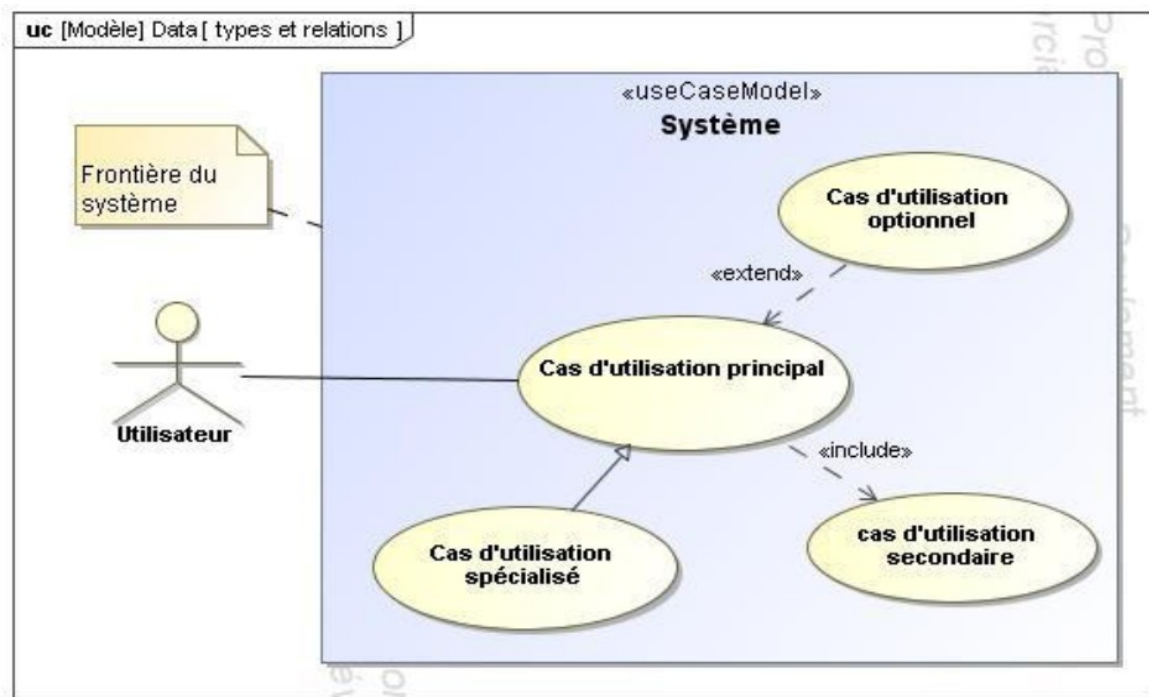 uc [Modèle] Data [ types et relations ]
«useCaseModel»
Système
Frontière du
système
Cas d'utilisation
optionnel
«extend»
Cas d'utilisation principal
Utilisateur
«include»
Cas d'utilisation
spécialisé
cas d'utilisation
secondaire